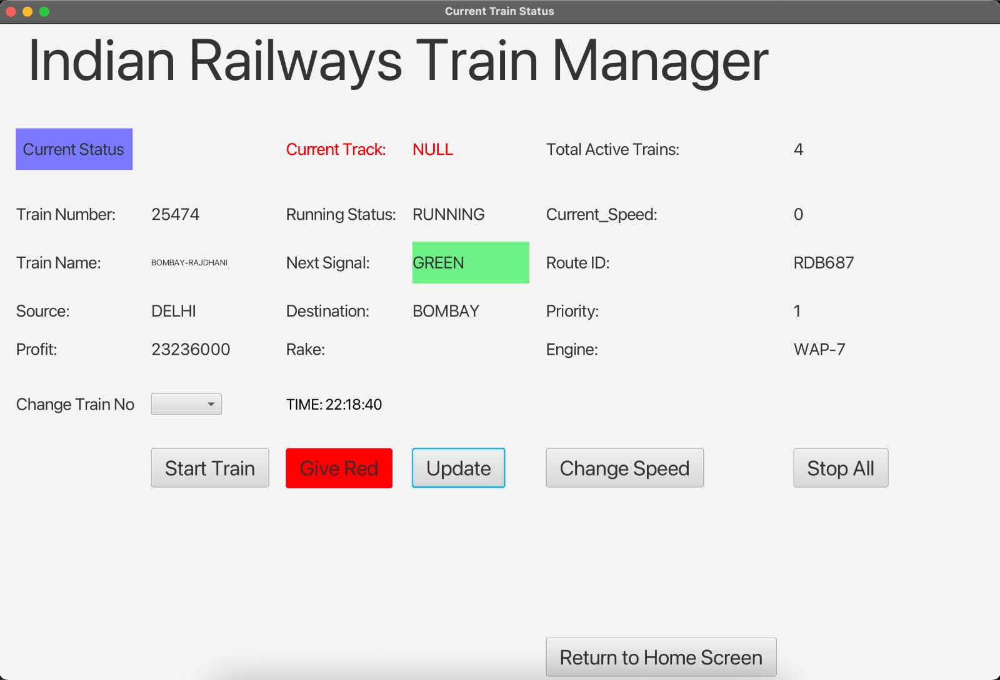 Current Train Status
Indian Railways Train Manager
Current Status Current Track: NULL Total Active Trains: 4
Train Number: 25474 Running Status: RUNNING Current_Speed: 0
Train Name: BOMBAY-RAJDHANI Next Signal: GREEN Route ID: RDB687
Source: DELHI Destination: BOMBAY Priority: 1
Profit: 23236000 Rake: Engine: WAP-7
Change Train No TIME: 22:18:40
Start Train Give Red Update Change Speed Stop All
Return to Home Screen